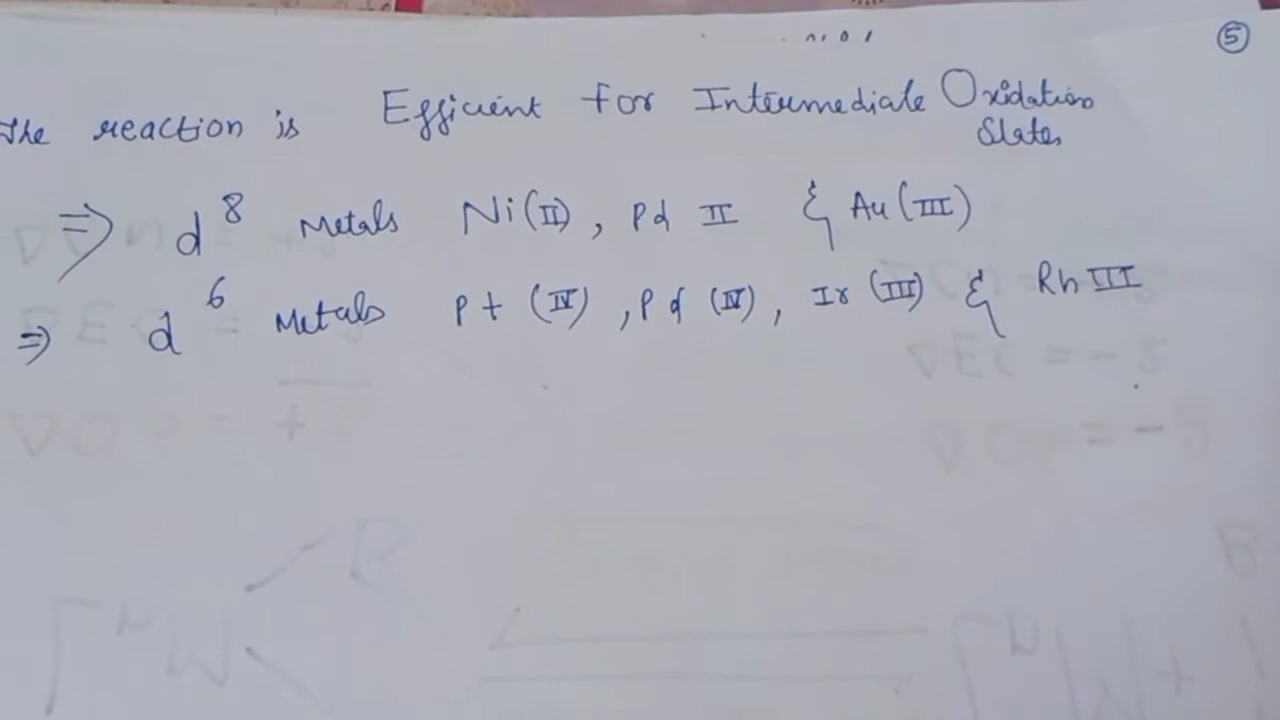 5
The reaction is Efficient for Intermediate Oxidation
States
⇒ d⁸ Metals Ni(II), Pd II & Au(III)
⇒ d⁶ Metals Pt (IV), Pd (IV), Ir (III) & Rh III